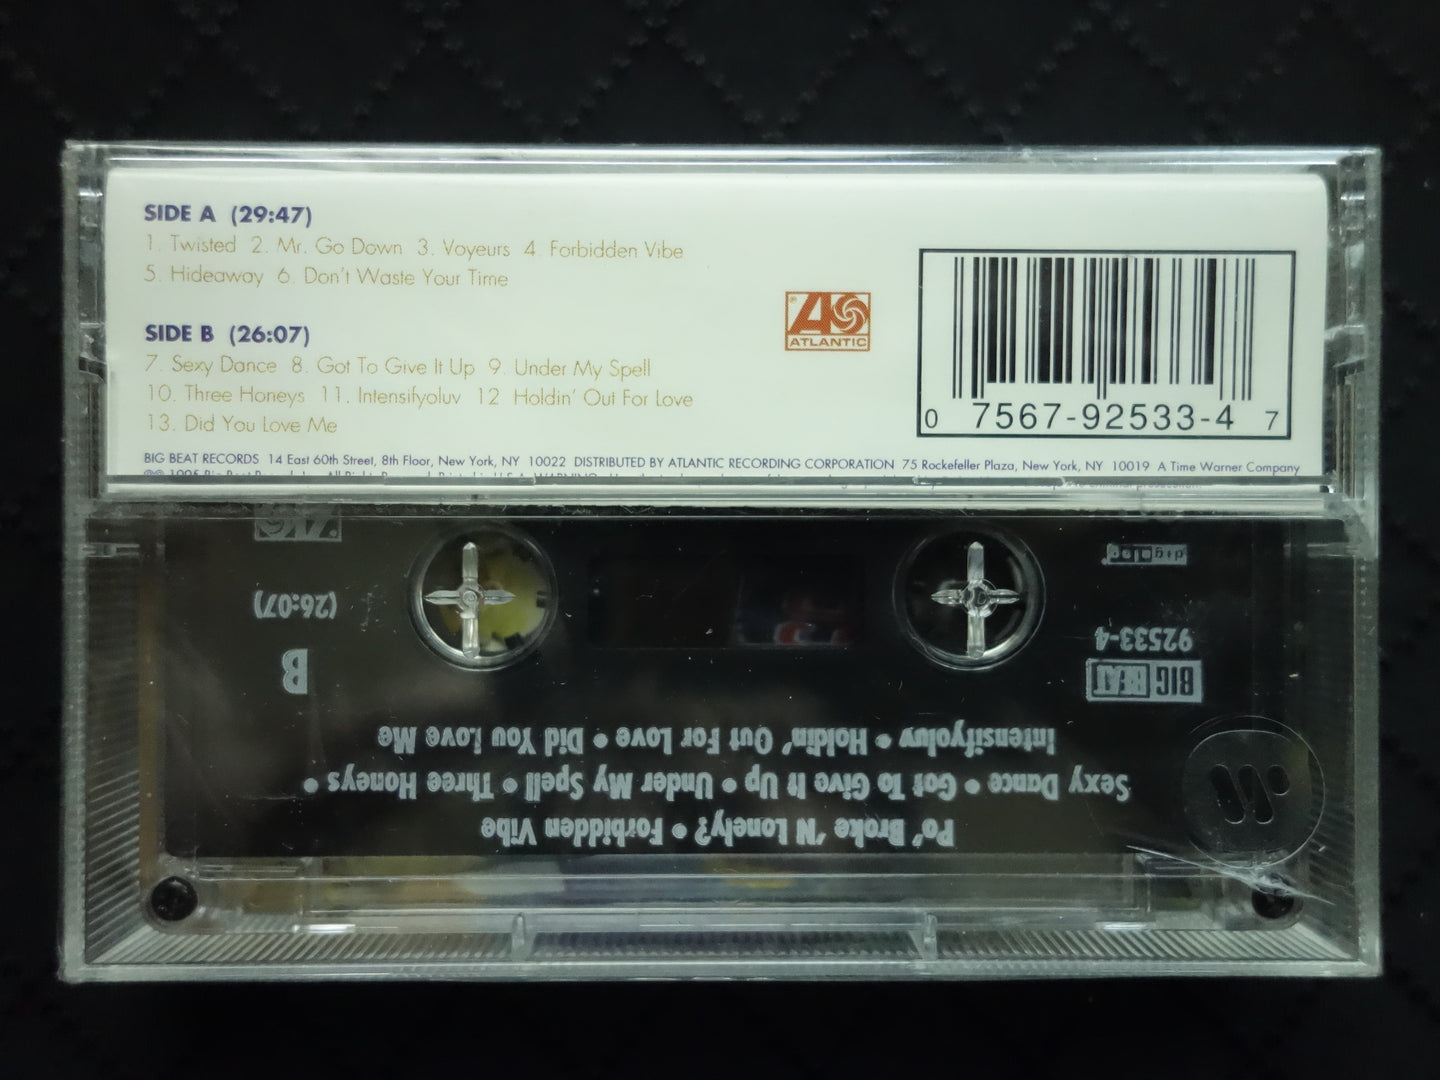 SIDE A (29:47)
1. Twisted 2. Mr. Go Down 3. Voyeurs 4. Forbidden Vibe
5. Hideaway 6. Don't Waste Your Time
SIDE B (26:07)
7. Sexy Dance 8. Got To Give It Up 9. Under My Spell
10. Three Honeys 11. Intensifyoluv 12 Holdin' Out For Love
13. Did You Love Me
BIG BEAT RECORDS 14 East 60th Street, 8th Floor, New York, NY 10022 DISTRIBUTED BY ATLANTIC RECORDING CORPORATION 75 Rockefeller Plaza, New York, NY 10019 A Time Warner Company
® ATLANTIC
0 7567-92533-4 7
Po' Broke 'N Lonely? • Forbidden Vibe
Sexy Dance • Got To Give It Up • Under My Spell • Three Honeys •
Intensifyoluv • Holdin' Out For Love • Did You Love Me
BIG BEAT
92533-4
B
(26:07)